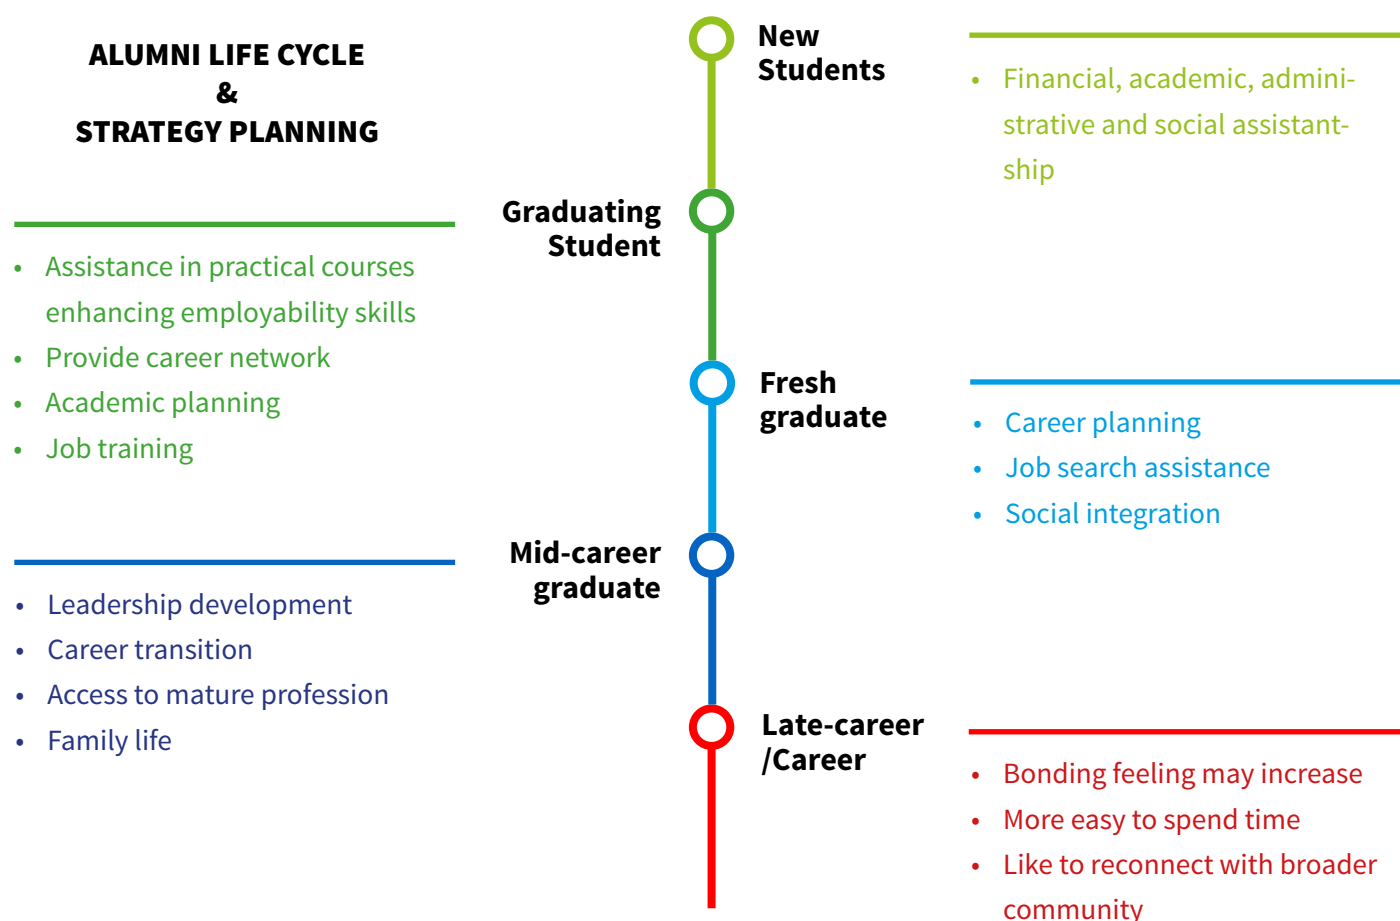 ALUMNI LIFE CYCLE
&
STRATEGY PLANNING
New
Students
• Financial, academic, admini-
strative and social assistant-
ship
Graduating
Student
• Assistance in practical courses
enhancing employability skills
• Provide career network
• Academic planning
• Job training
Fresh
graduate
• Career planning
• Job search assistance
• Social integration
Mid-career
graduate
• Leadership development
• Career transition
• Access to mature profession
• Family life
Late-career
/Career
• Bonding feeling may increase
• More easy to spend time
• Like to reconnect with broader
community